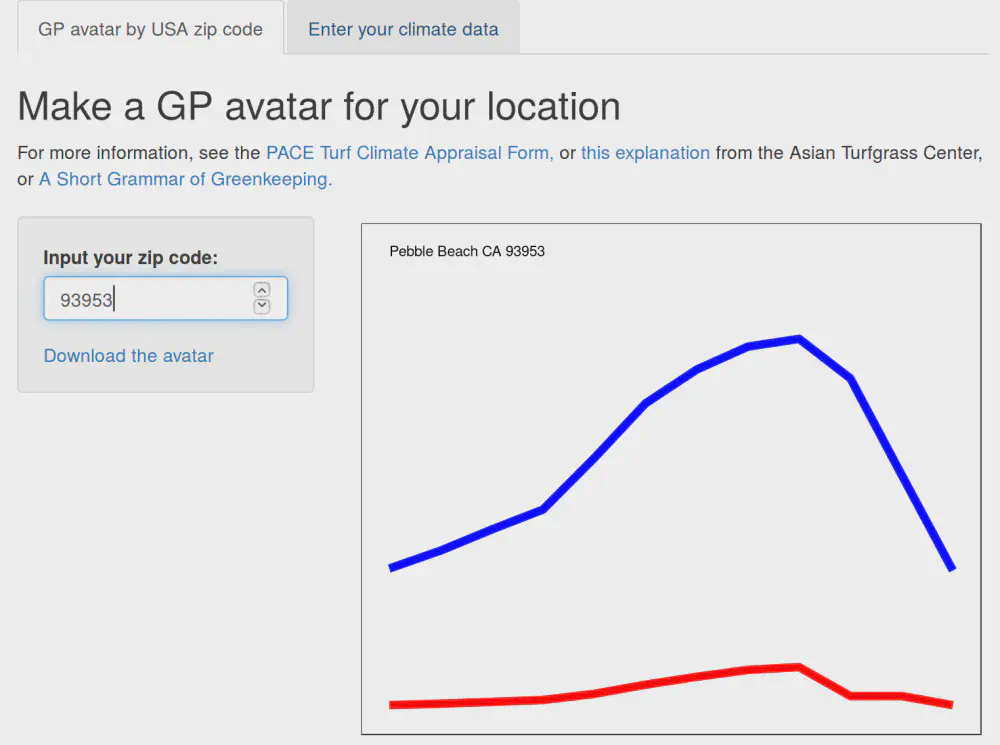 GP avatar by USA zip code
Enter your climate data
Make a GP avatar for your location
For more information, see the PACE Turf Climate Appraisal Form, or this explanation from the Asian Turfgrass Center,
or A Short Grammar of Greenkeeping.
Input your zip code:
93953
Download the avatar
Pebble Beach CA 93953